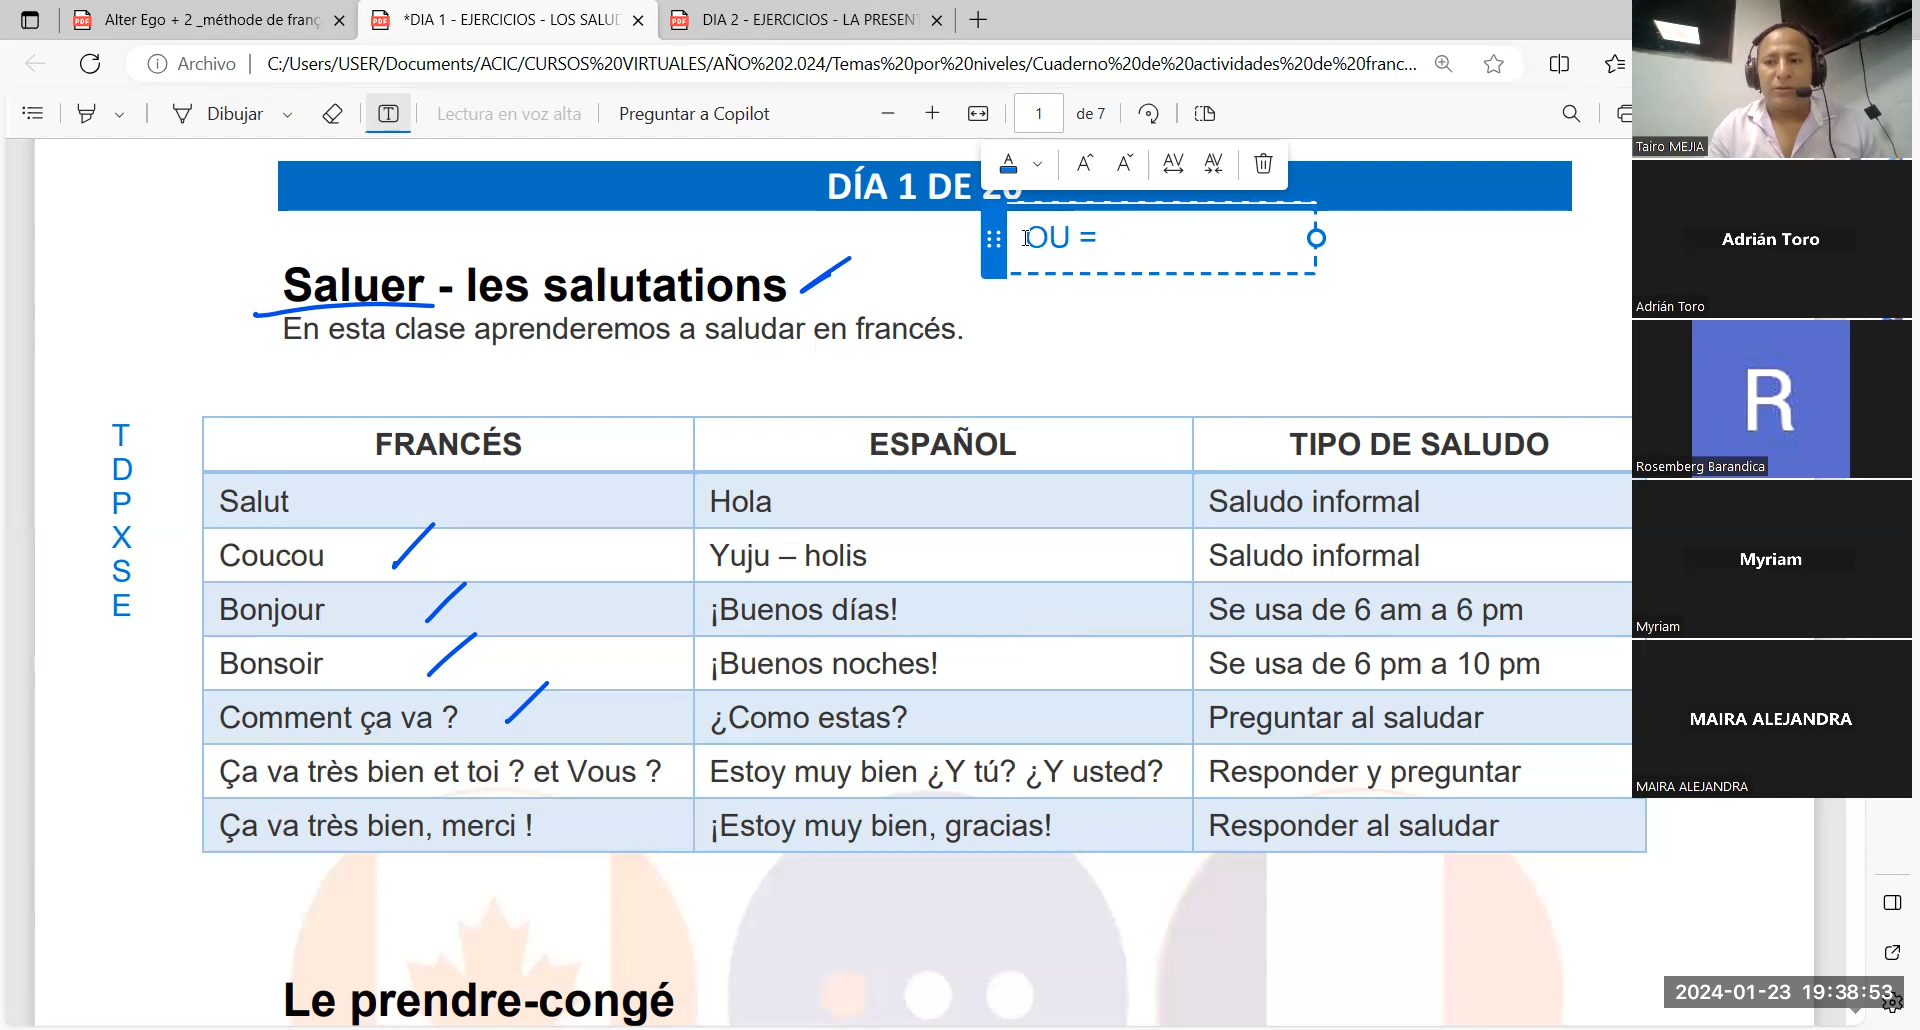 Alter Ego + 2 _méthode de franç
*DIA 1 - EJERCICIOS - LOS SALUD
DIA 2 - EJERCICIOS - LA PRESENT
Archivo
C:/Users/USER/Documents/ACIC/CURSOS%20VIRTUALES/AÑO%202.024/Temas%20por%20niveles/Cuaderno%20de%20actividades%20de%20franc...
Dibujar
Lectura en voz alta
Preguntar a Copilot
1
de 7
DÍA 1 DE
OU =
Saluer - les salutations
En esta clase aprenderemos a saludar en francés.
T
D
P
X
S
E
FRANCÉS ESPAÑOL TIPO DE SALUDO
Salut Hola Saludo informal
Coucou Yuju – holis Saludo informal
Bonjour ¡Buenos días! Se usa de 6 am a 6 pm
Bonsoir ¡Buenos noches! Se usa de 6 pm a 10 pm
Comment ça va ? ¿Como estas? Preguntar al saludar
Ça va très bien et toi ? et Vous ? Estoy muy bien ¿Y tú? ¿Y usted? Responder y preguntar
Ça va très bien, merci ! ¡Estoy muy bien, gracias! Responder al saludar
Le prendre-congé
Tairo MEJIA
Adrián Toro
Adrián Toro
R
Rosemberg Barandica
Myriam
Myriam
MAIRA ALEJANDRA
MAIRA ALEJANDRA
2024-01-23 19:38:53